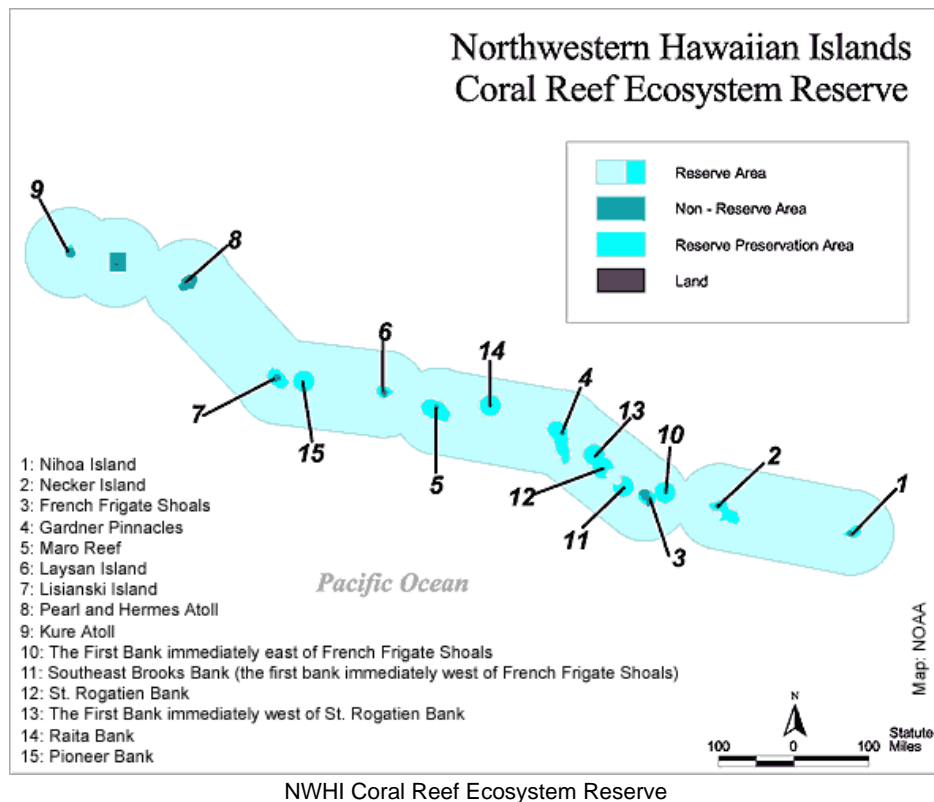 Northwestern Hawaiian Islands
Coral Reef Ecosystem Reserve
Reserve Area
Non - Reserve Area
Reserve Preservation Area
Land
9
8
7
15
6
5
14
4
13
12
11
10
3
2
1
1: Nihoa Island
2: Necker Island
3: French Frigate Shoals
4: Gardner Pinnacles
5: Maro Reef
6: Laysan Island
7: Lisianski Island
8: Pearl and Hermes Atoll
9: Kure Atoll
10: The First Bank immediately east of French Frigate Shoals
11: Southeast Brooks Bank (the first bank immediately west of French Frigate Shoals)
12: St. Rogatien Bank
13: The First Bank immediately west of St. Rogatien Bank
14: Raita Bank
15: Pioneer Bank
Pacific Ocean
Map: NOAA
N
Statute
Miles
100 0 100
NWHI Coral Reef Ecosystem Reserve